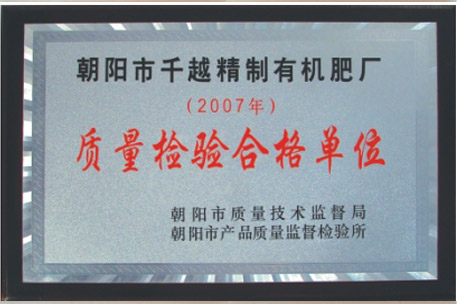 朝阳市千越精制有机肥厂
(2007年)
质量检验合格单位
朝阳市质量技术监督局
朝阳市产品质量监督检验所